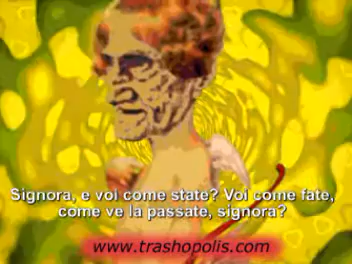 Signora, e voi come state? Voi come fate,
come ve la passate, signora?
www.trashopolis.com